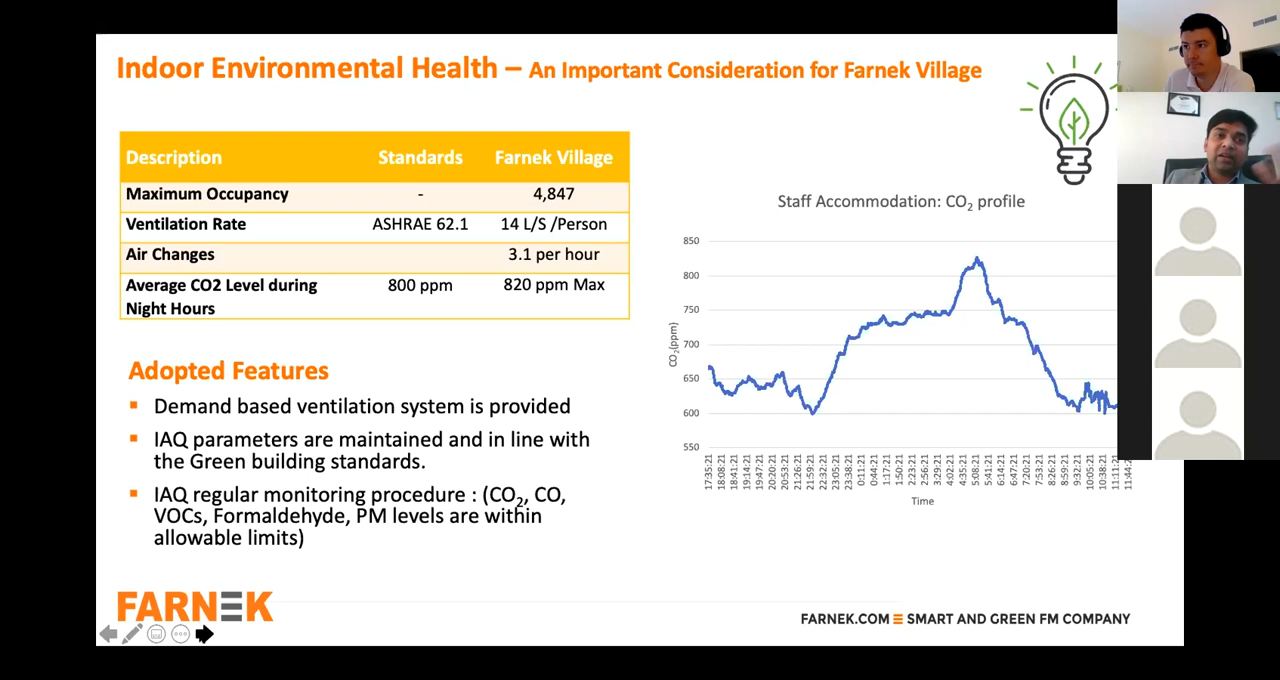 Indoor Environmental Health – An Important Consideration for Farnek Village
Description Standards Farnek Village
Maximum Occupancy - 4,847
Ventilation Rate ASHRAE 62.1 14 L/S /Person
Air Changes 3.1 per hour
Average CO2 Level during 800 ppm 820 ppm Max
Night Hours
Adopted Features
▪ Demand based ventilation system is provided
▪ IAQ parameters are maintained and in line with
the Green building standards.
▪ IAQ regular monitoring procedure : (CO₂, CO,
VOCs, Formaldehyde, PM levels are within
allowable limits)
Staff Accommodation: CO₂ profile
850
800
750
700
650
600
550
CO₂(ppm)
17:35:21
18:08:21
18:41:21
19:14:21
19:47:21
20:20:21
20:53:21
21:26:21
21:59:21
22:32:21
23:05:21
23:38:21
0:11:21
0:44:21
1:17:21
1:50:21
2:23:21
2:56:21
3:29:21
4:02:21
4:35:21
5:08:21
5:41:21
6:14:21
6:47:21
7:20:21
7:53:21
8:26:21
8:59:21
9:32:21
10:05:21
10:38:21
11:11:21
11:44:2
Time
FARNEK
FARNEK.COM SMART AND GREEN FM COMPANY